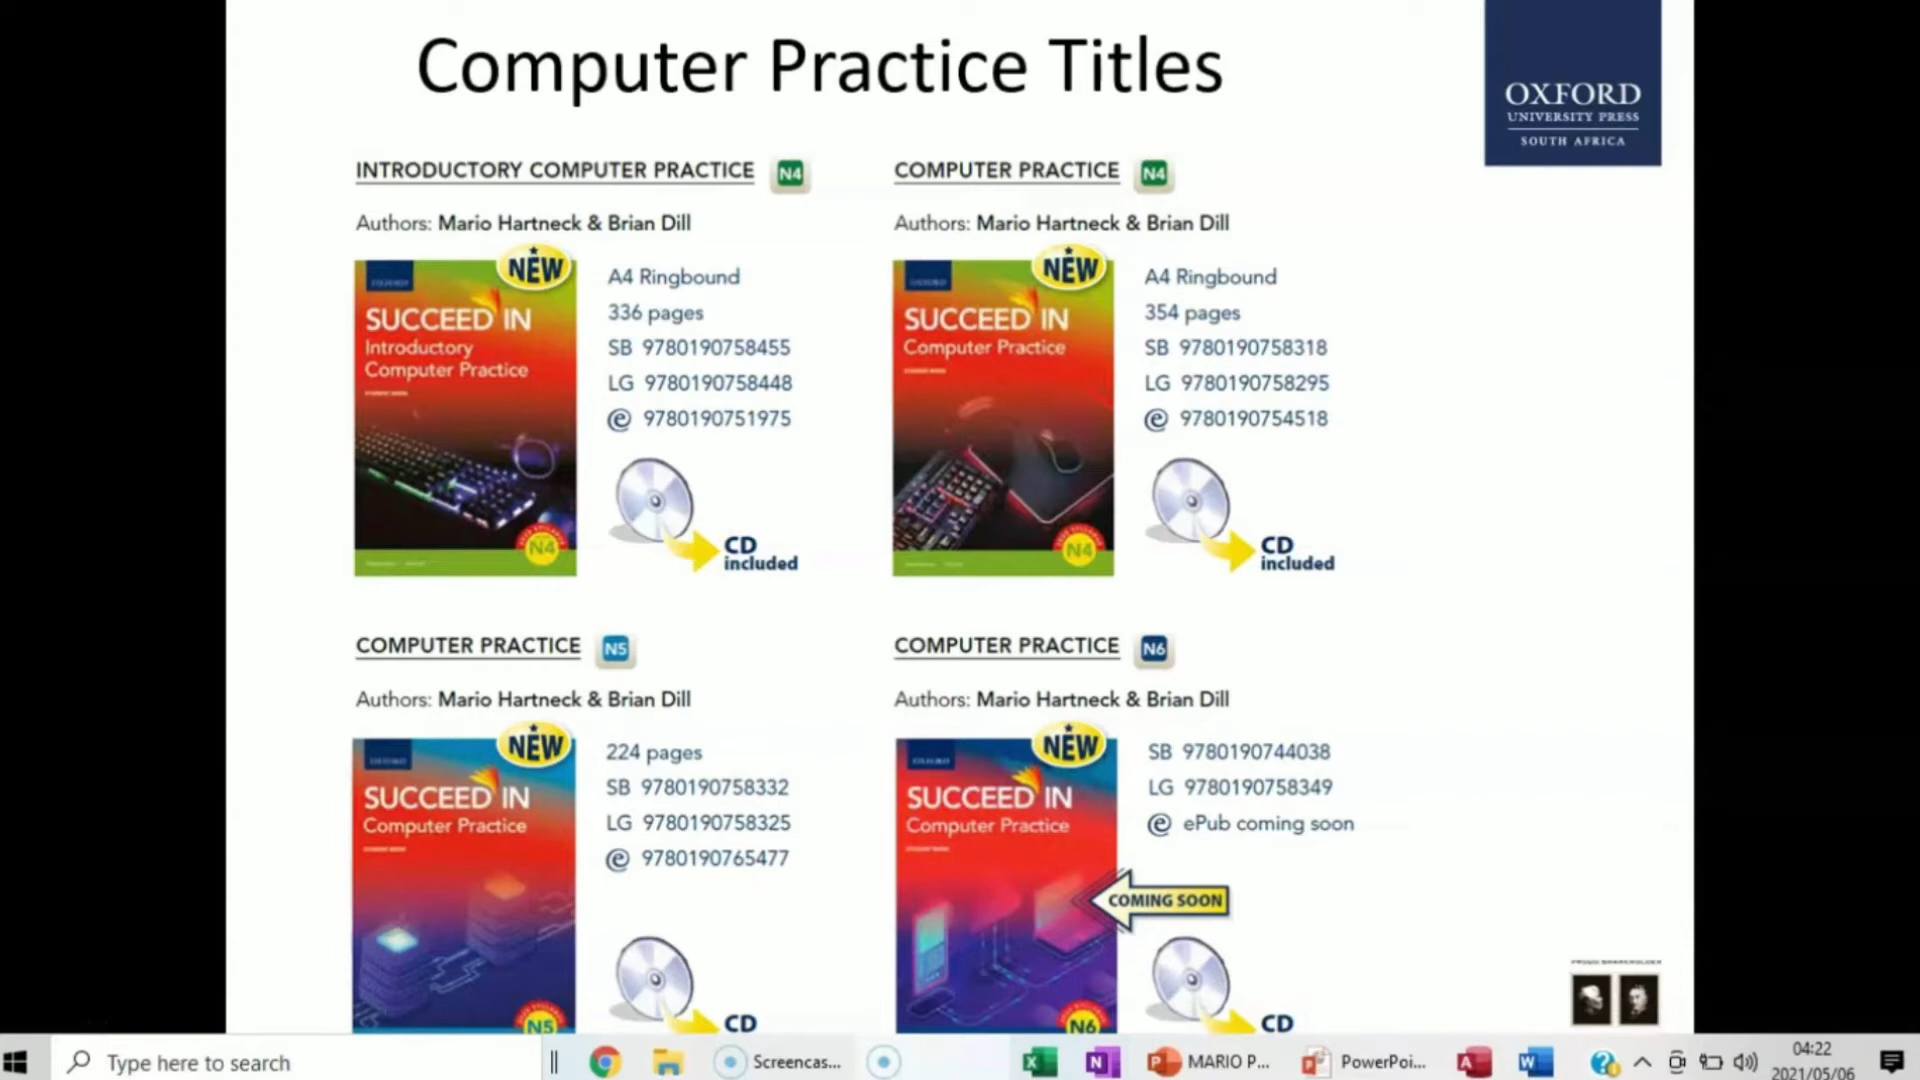 Computer Practice Titles
OXFORD
UNIVERSITY PRESS
SOUTH AFRICA
INTRODUCTORY COMPUTER PRACTICE N4
Authors: Mario Hartneck & Brian Dill
NEW
OXFORD
SUCCEED IN
Introductory
Computer Practice
N4
A4 Ringbound
336 pages
SB 9780190758455
LG 9780190758448
e 9780190751975
CD
included
COMPUTER PRACTICE N4
Authors: Mario Hartneck & Brian Dill
NEW
OXFORD
SUCCEED IN
Computer Practice
N4
A4 Ringbound
354 pages
SB 9780190758318
LG 9780190758295
e 9780190754518
CD
included
COMPUTER PRACTICE N5
Authors: Mario Hartneck & Brian Dill
NEW
OXFORD
SUCCEED IN
Computer Practice
N5
224 pages
SB 9780190758332
LG 9780190758325
e 9780190765477
CD
COMPUTER PRACTICE N6
Authors: Mario Hartneck & Brian Dill
NEW
OXFORD
SUCCEED IN
Computer Practice
N6
SB 9780190744038
LG 9780190758349
e ePub coming soon
COMING SOON
CD
Type here to search
Screencas...
MARIO P...
PowerPoi...
04:22
2021/05/06